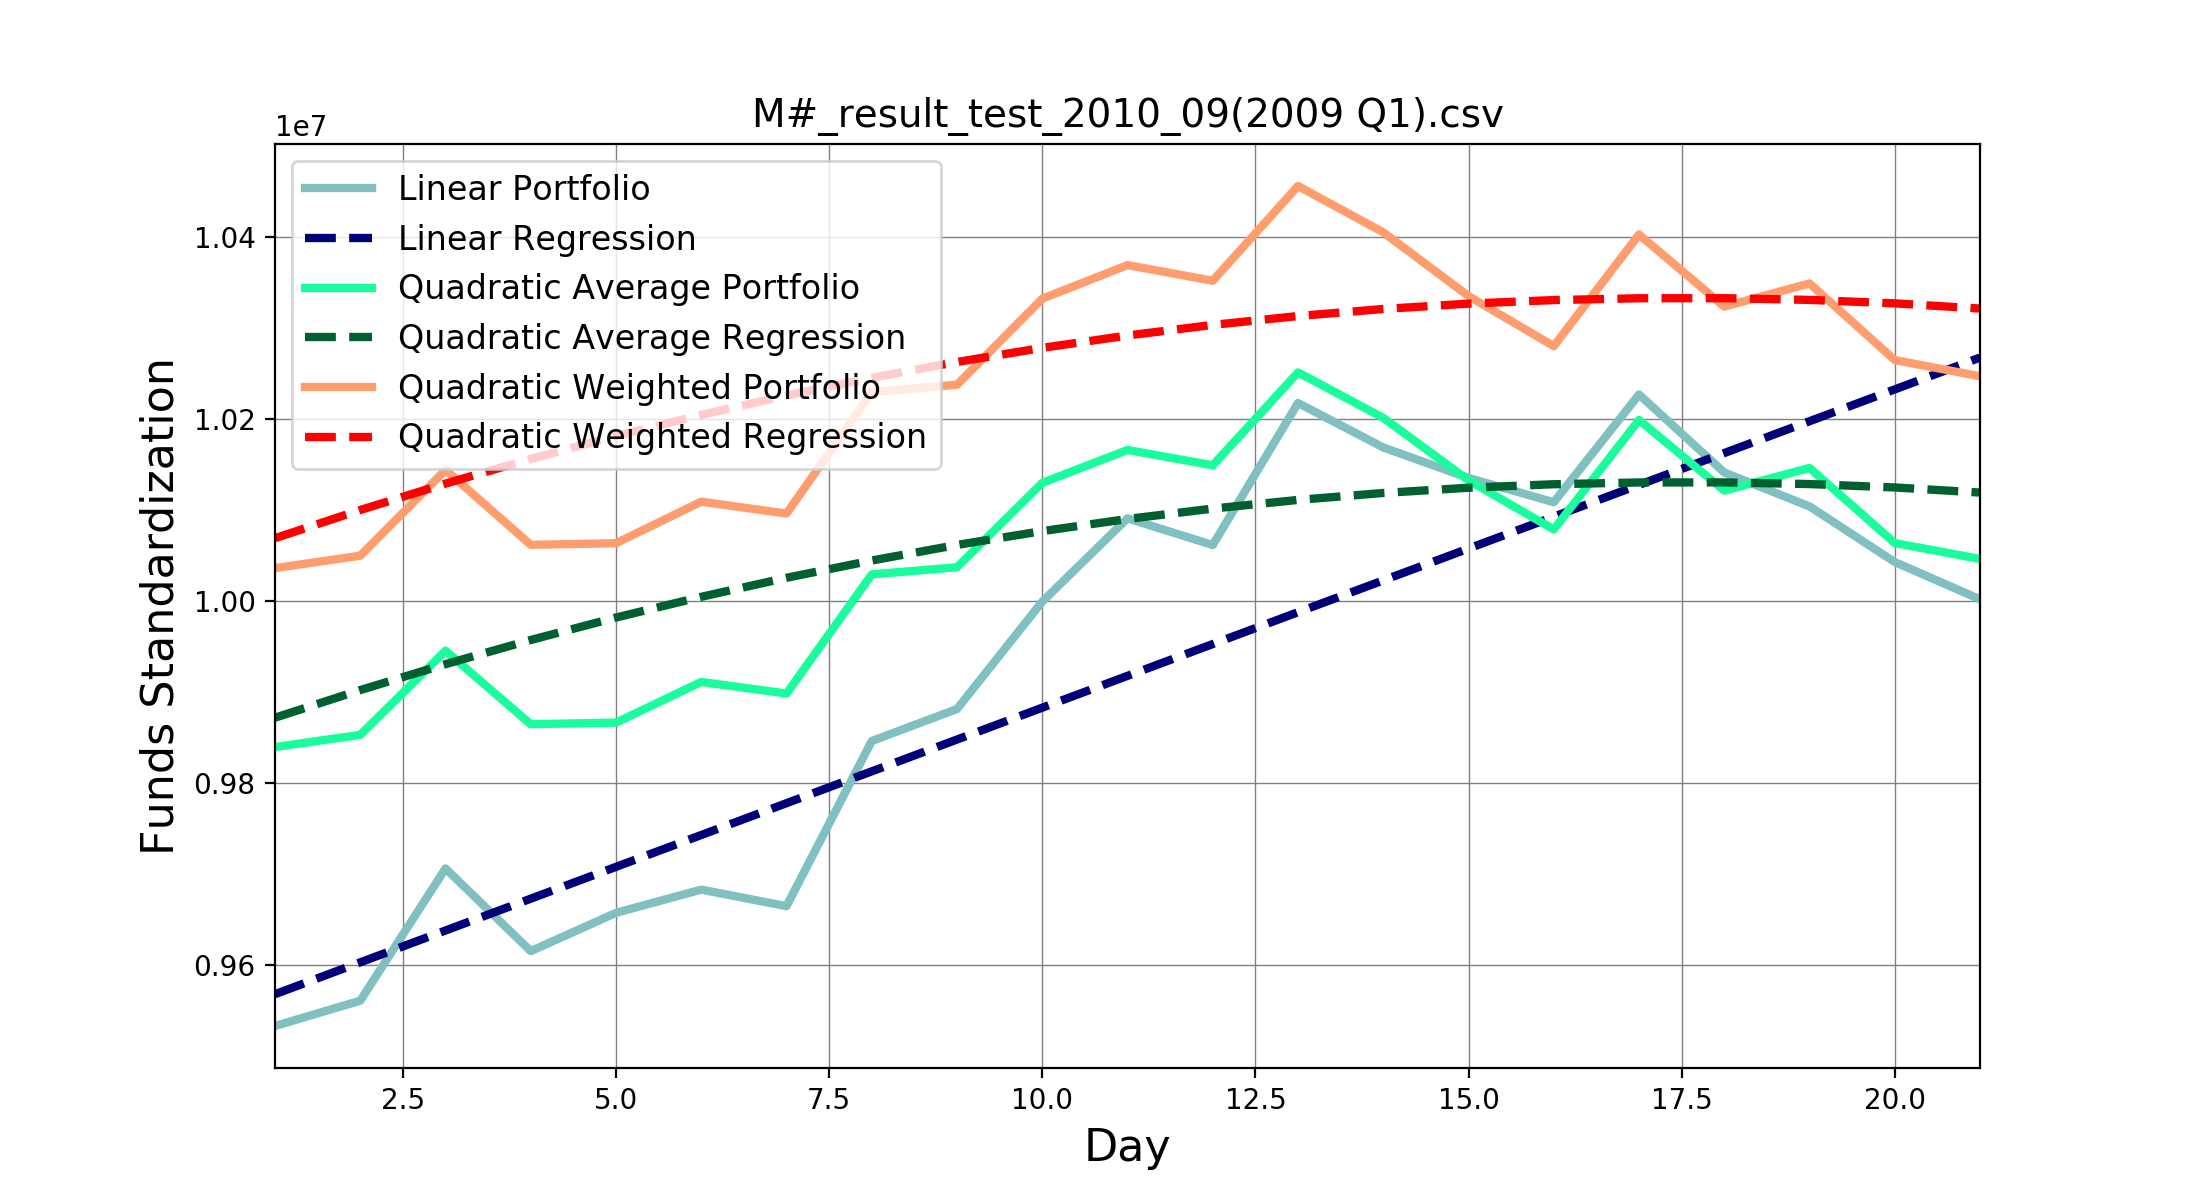 M#_result_test_2010_09(2009 Q1).csv
1e7
Linear Portfolio
Linear Regression
Quadratic Average Portfolio
Quadratic Average Regression
Quadratic Weighted Portfolio
Quadratic Weighted Regression
1.04
1.02
1.00
0.98
0.96
Funds Standardization
2.5 5.0 7.5 10.0 12.5 15.0 17.5 20.0
Day